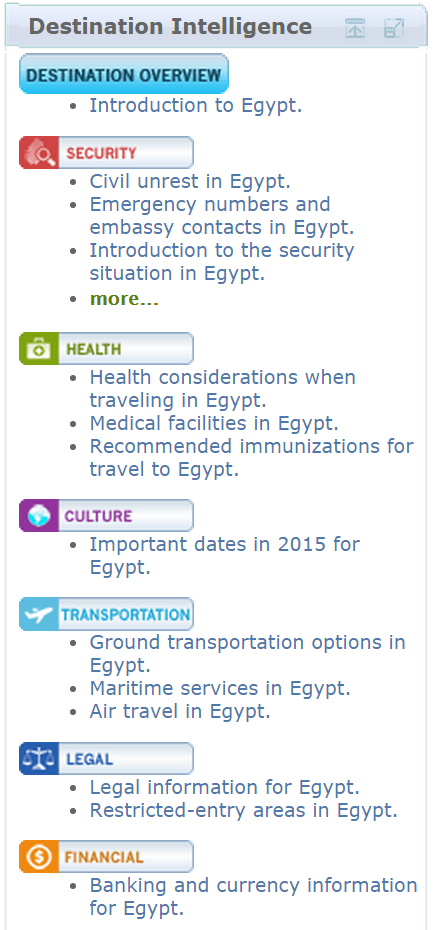 Destination Intelligence
DESTINATION OVERVIEW
• Introduction to Egypt.
SECURITY
• Civil unrest in Egypt.
• Emergency numbers and
embassy contacts in Egypt.
• Introduction to the security
situation in Egypt.
• more...
HEALTH
• Health considerations when
traveling in Egypt.
• Medical facilities in Egypt.
• Recommended immunizations for
travel to Egypt.
CULTURE
• Important dates in 2015 for
Egypt.
TRANSPORTATION
• Ground transportation options in
Egypt.
• Maritime services in Egypt.
• Air travel in Egypt.
LEGAL
• Legal information for Egypt.
• Restricted-entry areas in Egypt.
FINANCIAL
• Banking and currency information
for Egypt.